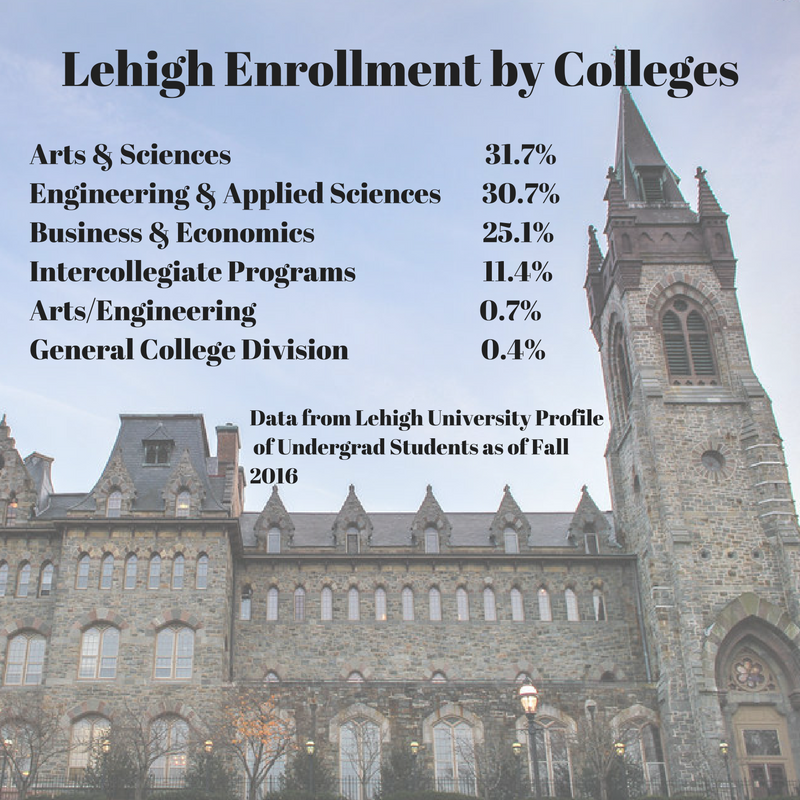 Lehigh Enrollment by Colleges
Arts & Sciences 31.7%
Engineering & Applied Sciences 30.7%
Business & Economics 25.1%
Intercollegiate Programs 11.4%
Arts/Engineering 0.7%
General College Division 0.4%
Data from Lehigh University Profile
of Undergrad Students as of Fall
2016